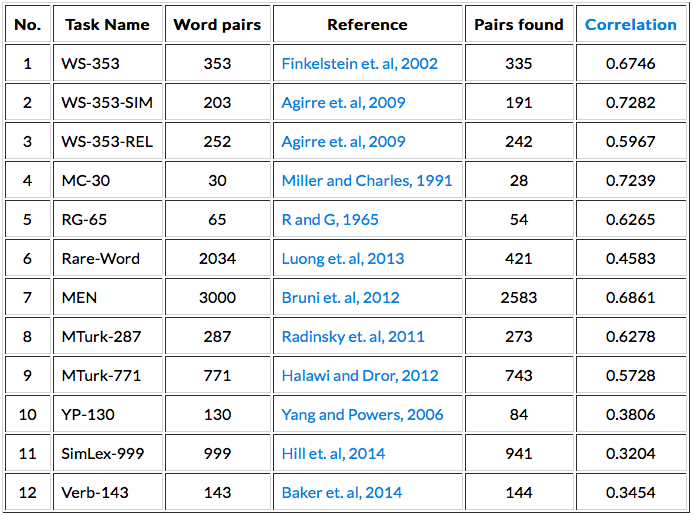 No. Task Name Word pairs Reference Pairs found Correlation
1 WS-353 353 Finkelstein et. al, 2002 335 0.6746
2 WS-353-SIM 203 Agirre et. al, 2009 191 0.7282
3 WS-353-REL 252 Agirre et. al, 2009 242 0.5967
4 MC-30 30 Miller and Charles, 1991 28 0.7239
5 RG-65 65 R and G, 1965 54 0.6265
6 Rare-Word 2034 Luong et. al, 2013 421 0.4583
7 MEN 3000 Bruni et. al, 2012 2583 0.6861
8 MTurk-287 287 Radinsky et. al, 2011 273 0.6278
9 MTurk-771 771 Halawi and Dror, 2012 743 0.5728
10 YP-130 130 Yang and Powers, 2006 84 0.3806
11 SimLex-999 999 Hill et. al, 2014 941 0.3204
12 Verb-143 143 Baker et. al, 2014 144 0.3454